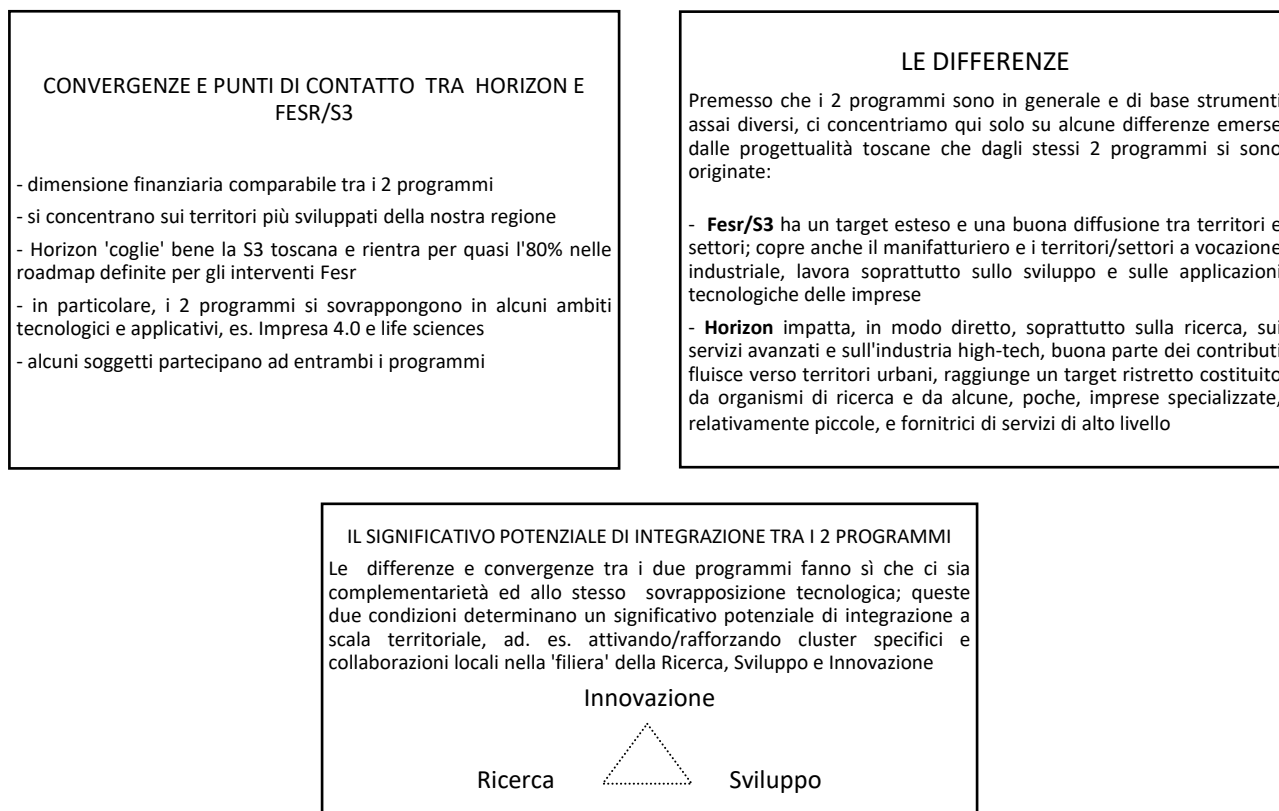 CONVERGENZE E PUNTI DI CONTATTO TRA HORIZON E
FESR/S3
- dimensione finanziaria comparabile tra i 2 programmi
- si concentrano sui territori più sviluppati della nostra regione
- Horizon 'coglie' bene la S3 toscana e rientra per quasi l'80% nelle
roadmap definite per gli interventi Fesr
- in particolare, i 2 programmi si sovrappongono in alcuni ambiti
tecnologici e applicativi, es. Impresa 4.0 e life sciences
- alcuni soggetti partecipano ad entrambi i programmi
LE DIFFERENZE
Premesso che i 2 programmi sono in generale e di base strumenti
assai diversi, ci concentriamo qui solo su alcune differenze emerse
dalle progettualità toscane che dagli stessi 2 programmi si sono
originate:
- Fesr/S3 ha un target esteso e una buona diffusione tra territori e
settori; copre anche il manifatturiero e i territori/settori a vocazione
industriale, lavora soprattutto sullo sviluppo e sulle applicazioni
tecnologiche delle imprese
- Horizon impatta, in modo diretto, soprattutto sulla ricerca, sui
servizi avanzati e sull'industria high-tech, buona parte dei contributi
fluisce verso territori urbani, raggiunge un target ristretto costituito
da organismi di ricerca e da alcune, poche, imprese specializzate,
relativamente piccole, e fornitrici di servizi di alto livello
IL SIGNIFICATIVO POTENZIALE DI INTEGRAZIONE TRA I 2 PROGRAMMI
Le differenze e convergenze tra i due programmi fanno sì che ci sia
complementarietà ed allo stesso sovrapposizione tecnologica; queste
due condizioni determinano un significativo potenziale di integrazione a
scala territoriale, ad. es. attivando/rafforzando cluster specifici e
collaborazioni locali nella 'filiera' della Ricerca, Sviluppo e Innovazione
Innovazione
Ricerca Sviluppo